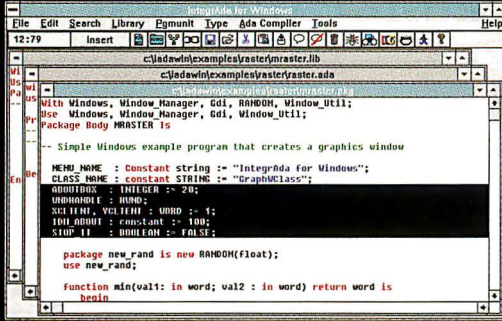 IntegrAda for Windows
File Edit Search Library Pgmunit Type Ada Compiler Tools Help
12:79 Insert
c:\adawin\examples\raster\mraster.lib
c:\adawin\examples\raster\raster.ada
c:\adawin\examples\raster\mraster.pkg
With Windows, Window_Manager, Gdi, RANDOM, Window_Util;
Use Windows, Window_Manager, Gdi, Window_Util;
Package Body MRASTER is
-- Simple Windows example program that creates a graphics window
MENU_NAME : Constant string := "IntegrAda for Windows";
CLASS_NAME : constant STRING := "GraphWClass";
ABOUTBOX : INTEGER := 20;
WNDHANDLE : HWND;
XCLIENT, YCLIENT : WORD := 1;
IDM_ABOUT : constant := 100;
STOP_IT : BOOLEAN := FALSE;
package new_rand is new RANDOM(float);
use new_rand;
function min(val1: in word; val2 : in word) return word is
begin